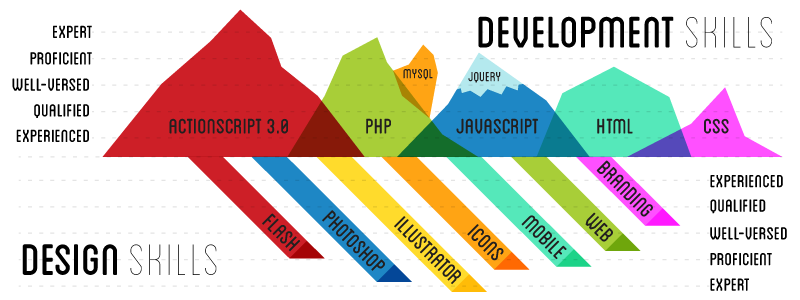 DEVELOPMENT SKILLS
EXPERT
PROFICIENT
WELL-VERSED
QUALIFIED
EXPERIENCED
MYSQL
JQUERY
ACTIONSCRIPT 3.0
PHP
JAVASCRIPT
HTML
CSS
FLASH
PHOTOSHOP
ILLUSTRATOR
ICONS
MOBILE
WEB
BRANDING
EXPERIENCED
QUALIFIED
WELL-VERSED
PROFICIENT
EXPERT
DESIGN SKILLS